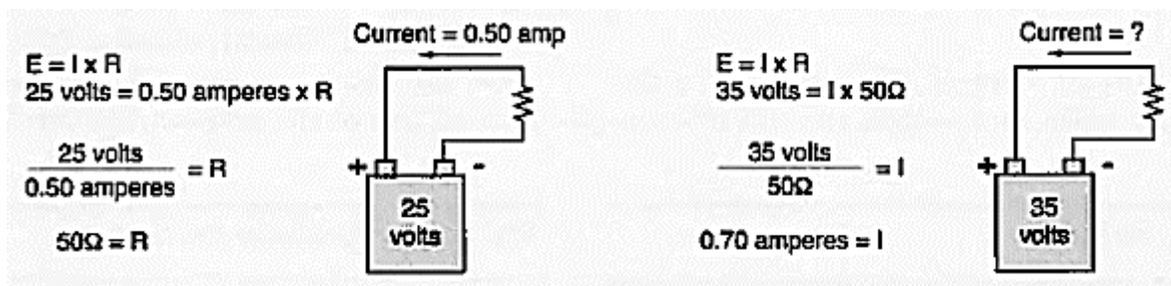 Current = 0.50 amp
E = I x R
25 volts = 0.50 amperes x R
25 volts
0.50 amperes
= R
50Ω = R
+
-
25
volts
Current = ?
E = I x R
35 volts = I x 50Ω
35 volts
50Ω
= I
0.70 amperes = I
+
-
35
volts